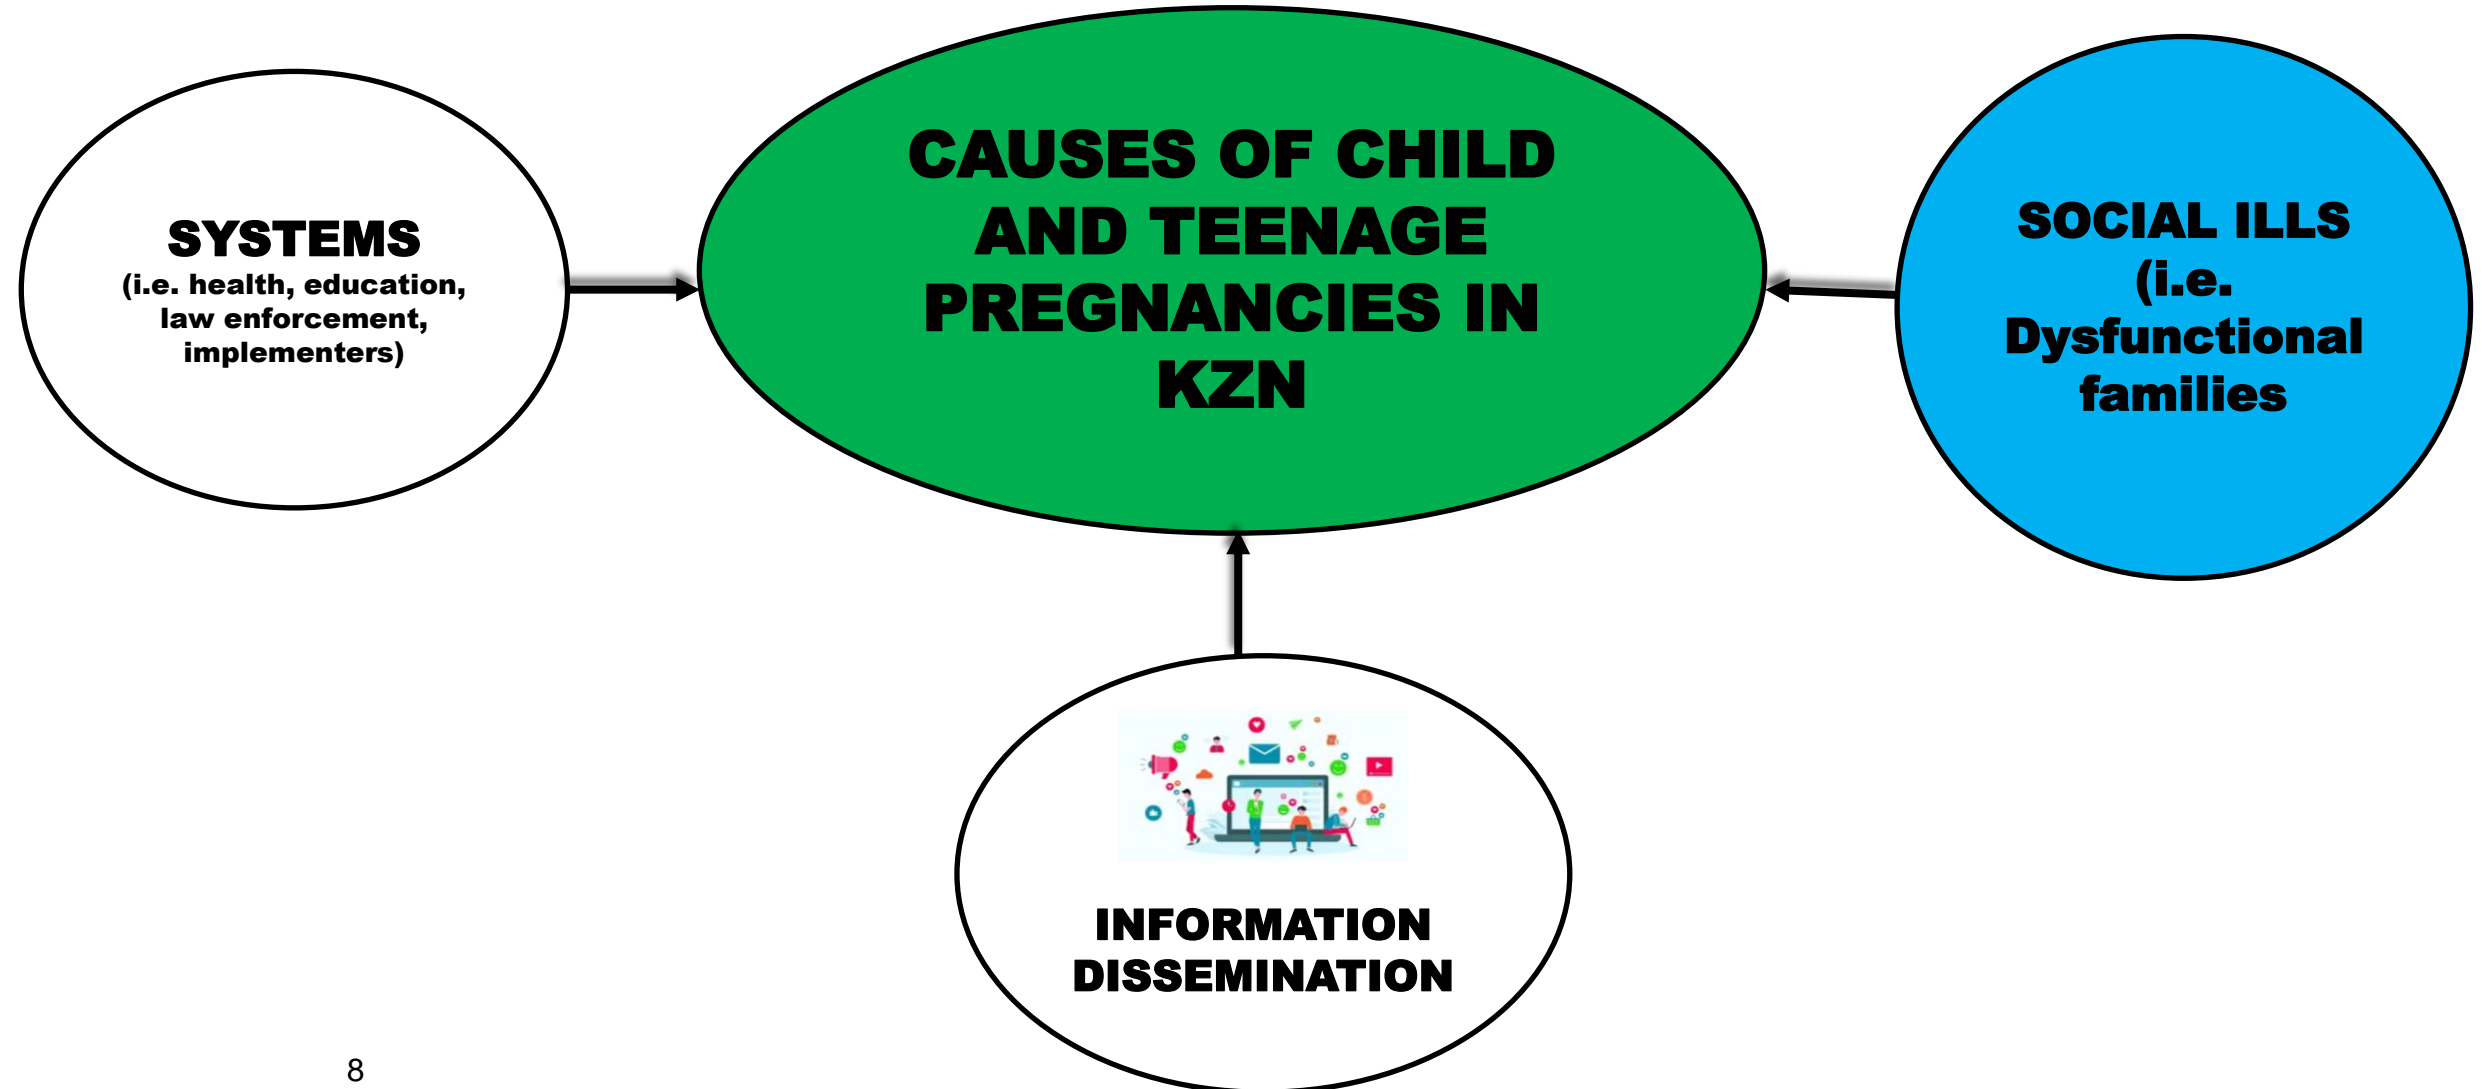 SYSTEMS
(i.e. health, education,
law enforcement,
implementers)
CAUSES OF CHILD
AND TEENAGE
PREGNANCIES IN
KZN
SOCIAL ILLS
(i.e.
Dysfunctional
families
INFORMATION
DISSEMINATION
8